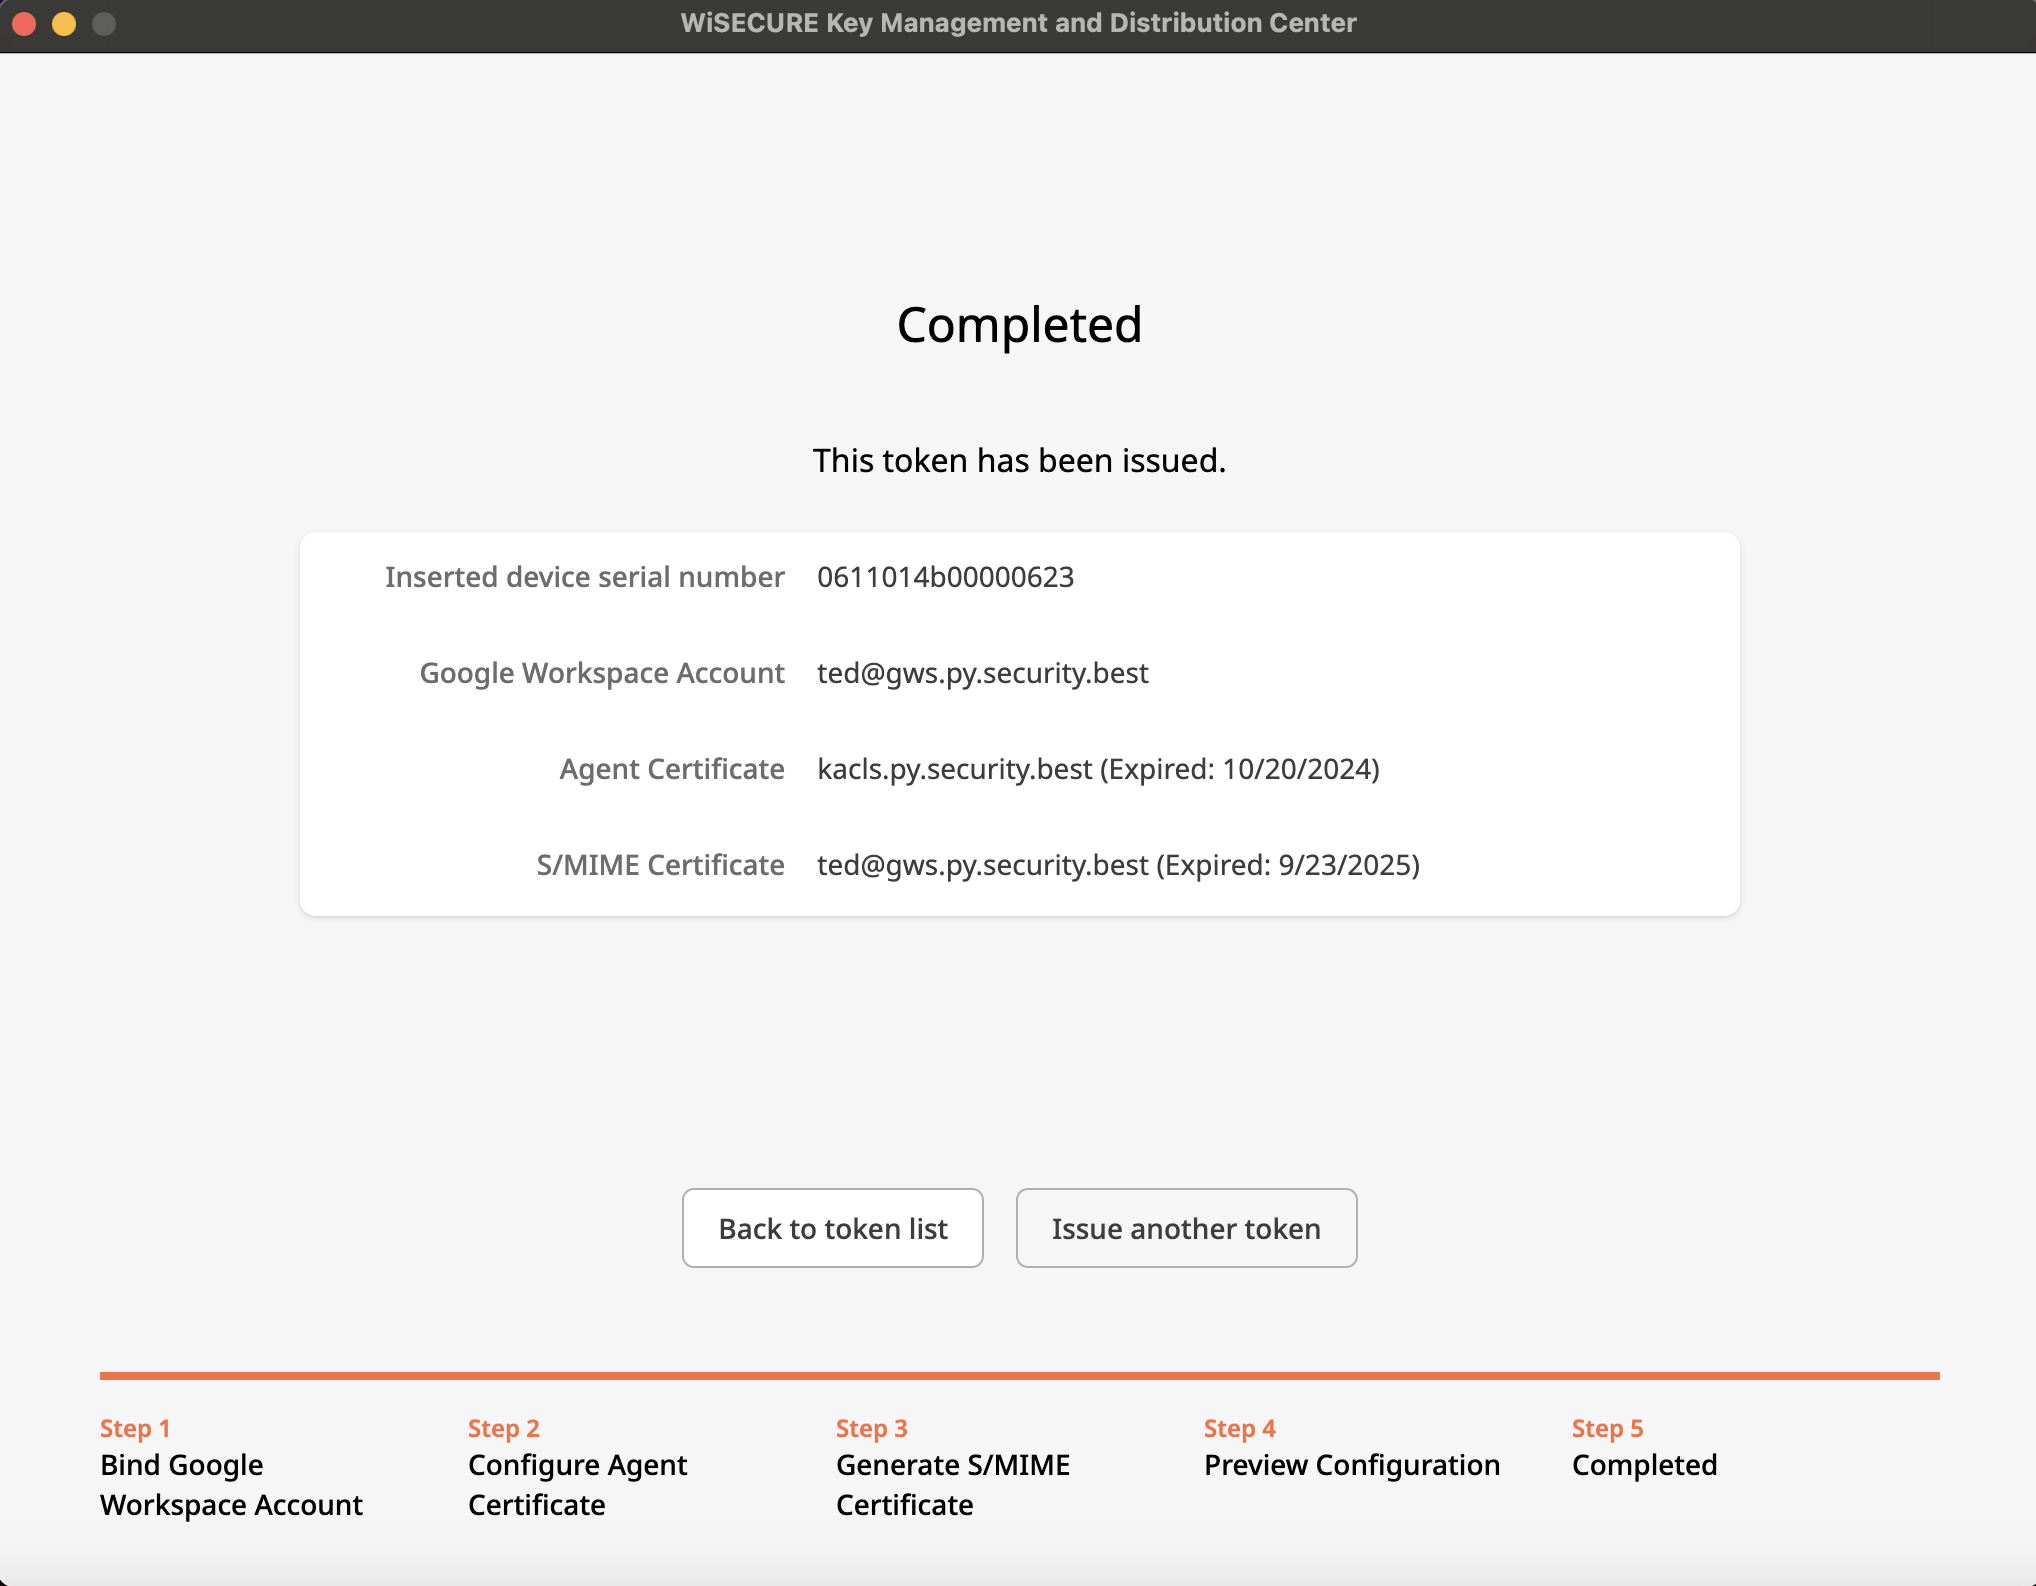 WiSECURE Key Management and Distribution Center
Completed
This token has been issued.
Inserted device serial number 0611014b00000623
Google Workspace Account ted@gws.py.security.best
Agent Certificate kacls.py.security.best (Expired: 10/20/2024)
S/MIME Certificate ted@gws.py.security.best (Expired: 9/23/2025)
Back to token list
Issue another token
Step 1
Bind Google
Workspace Account
Step 2
Configure Agent
Certificate
Step 3
Generate S/MIME
Certificate
Step 4
Preview Configuration
Step 5
Completed